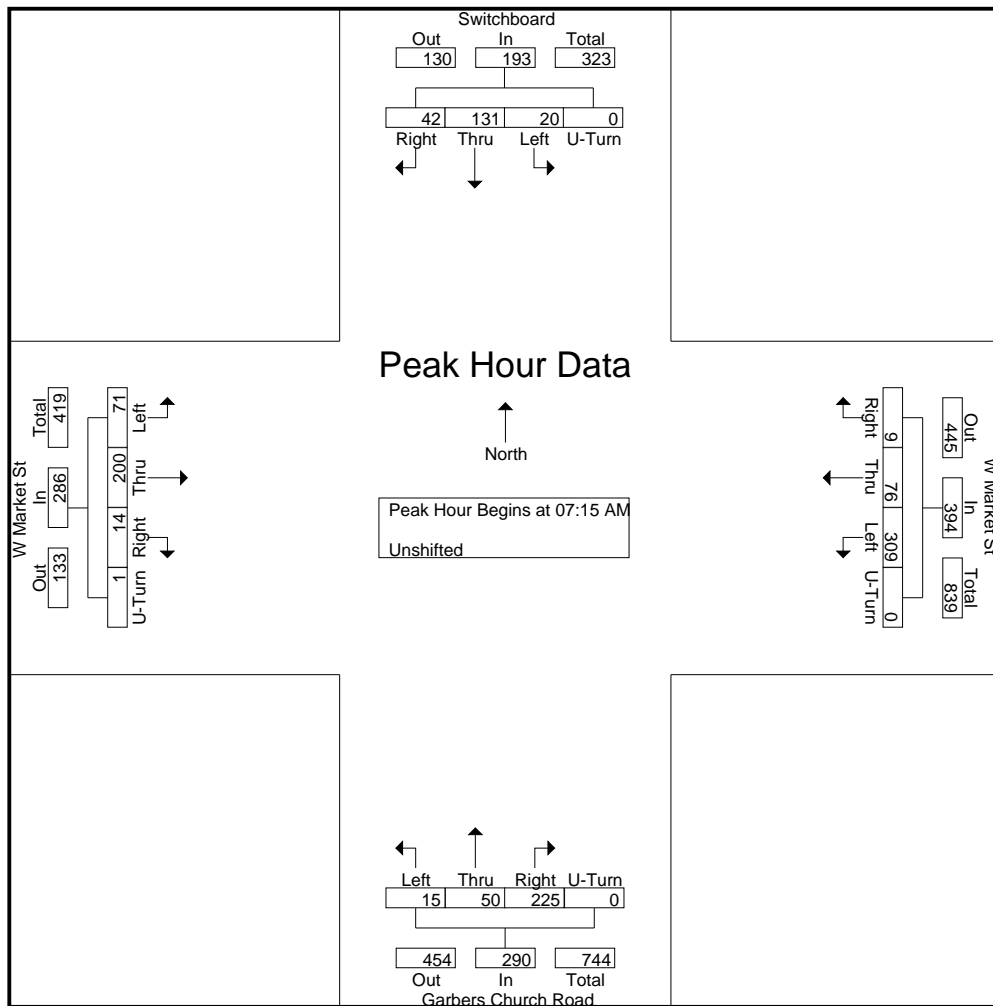 Switchboard
Out In Total
130 193 323
42 131 20 0
Right Thru Left U-Turn
Peak Hour Data
North
Peak Hour Begins at 07:15 AM
Unshifted
W Market St
Total In Out
419 286 133
71 200 14 1
Left Thru Right U-Turn
W Market St
Out In Total
445 394 839
9 76 309 0
Right Thru Left U-Turn
Left Thru Right U-Turn
15 50 225 0
454 290 744
Out In Total
Garbers Church Road